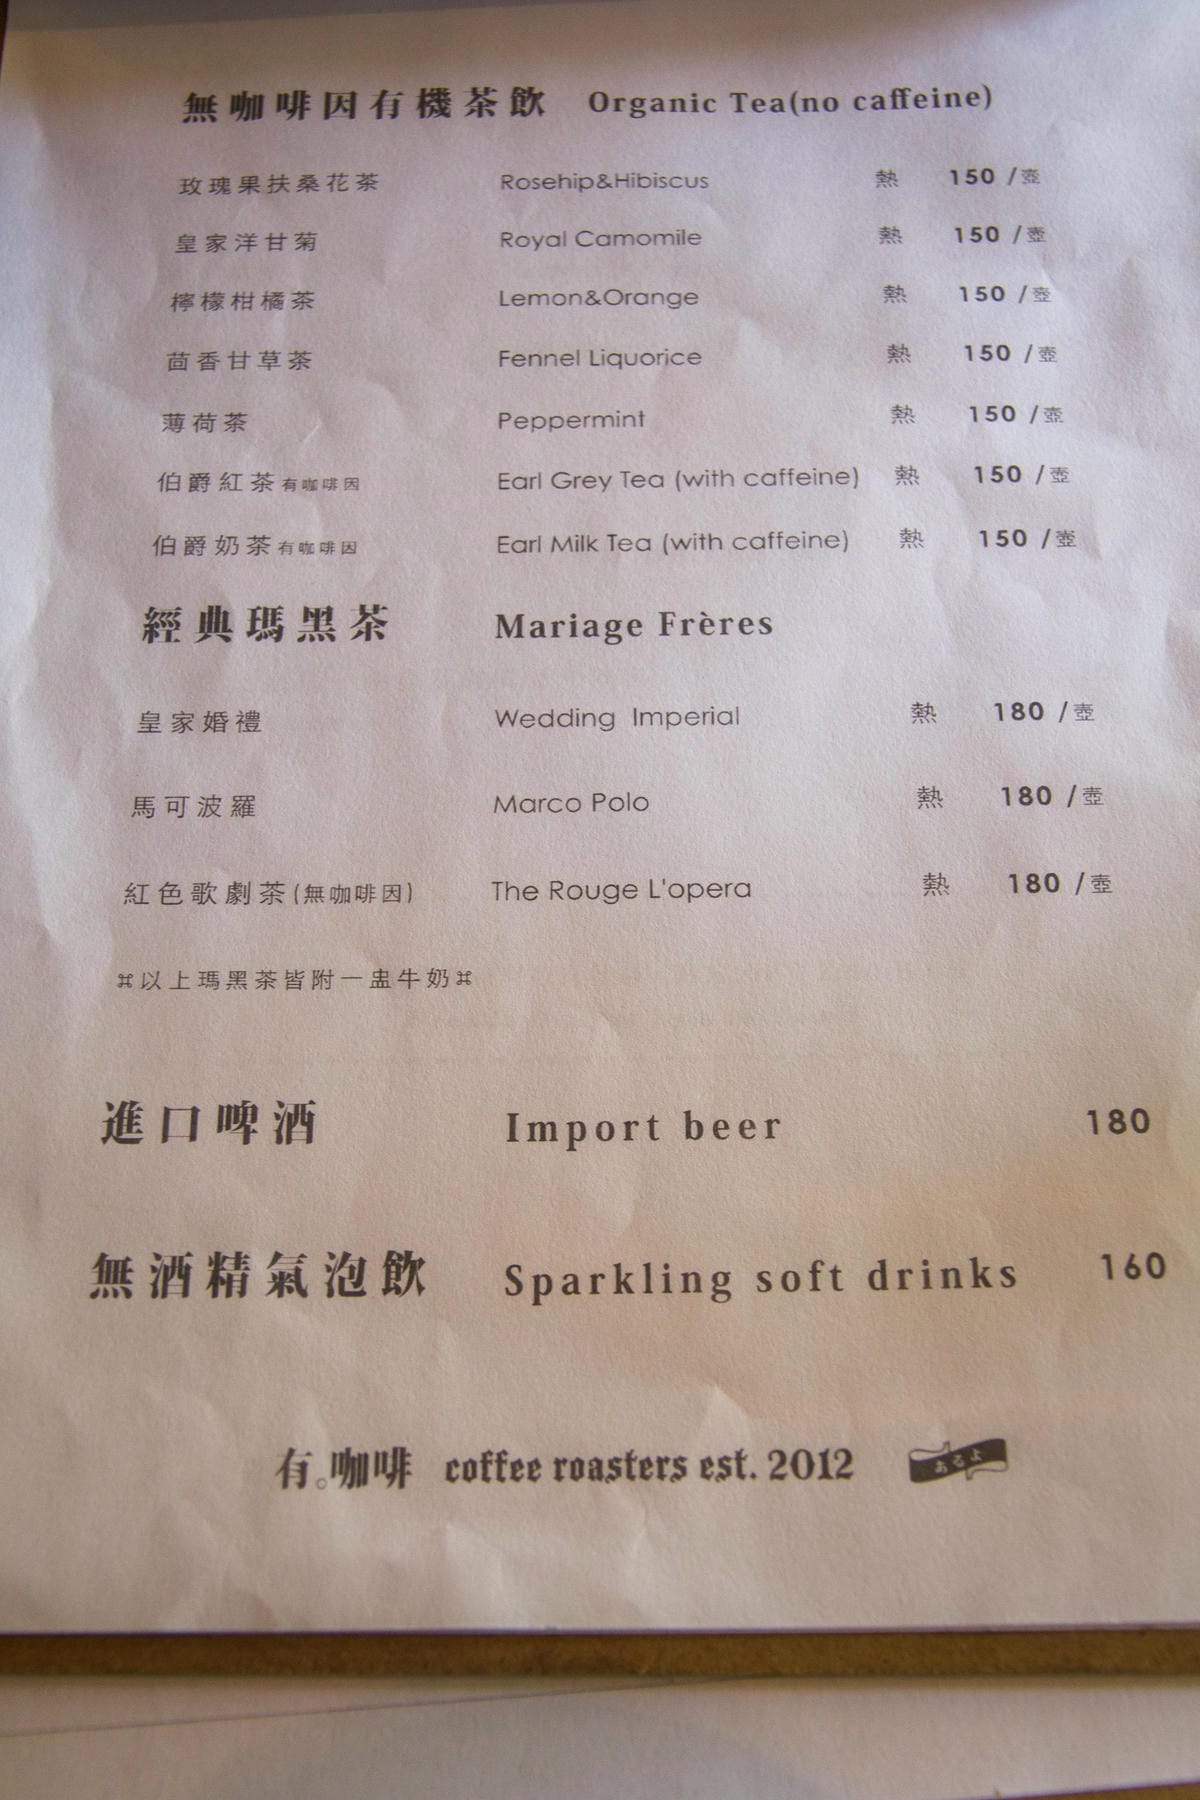 無咖啡因有機茶飲 Organic Tea(no caffeine)
玫瑰果扶桑花茶 Rosehip&Hibiscus 熱 150 /壺
皇家洋甘菊 Royal Camomile 熱 150 /壺
檸檬柑橘茶 Lemon&Orange 熱 150 /壺
茴香甘草茶 Fennel Liquorice 熱 150 /壺
薄荷茶 Peppermint 熱 150 /壺
伯爵紅茶有咖啡因 Earl Grey Tea (with caffeine) 熱 150 /壺
伯爵奶茶有咖啡因 Earl Milk Tea (with caffeine) 熱 150 /壺
經典瑪黑茶 Mariage Frères
皇家婚禮 Wedding Imperial 熱 180 /壺
馬可波羅 Marco Polo 熱 180 /壺
紅色歌劇茶(無咖啡因) The Rouge L'opera 熱 180 /壺
⌘以上瑪黑茶皆附一盅牛奶⌘
進口啤酒 Import beer 180
無酒精氣泡飲 Sparkling soft drinks 160
有。咖啡 coffee roasters est. 2012 あるよ